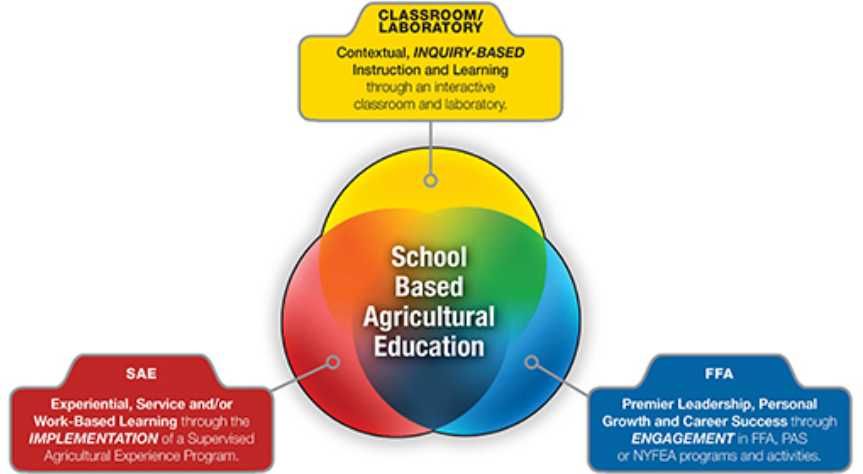 CLASSROOM/
LABORATORY
Contextual, INQUIRY-BASED
Instruction and Learning
through an interactive
classroom and laboratory.
School
Based
Agricultural
Education
SAE
Experiential, Service and/or
Work-Based Learning through the
IMPLEMENTATION of a Supervised
Agricultural Experience Program.
FFA
Premier Leadership, Personal
Growth and Career Success through
ENGAGEMENT in FFA, PAS
or NYFEA programs and activities.